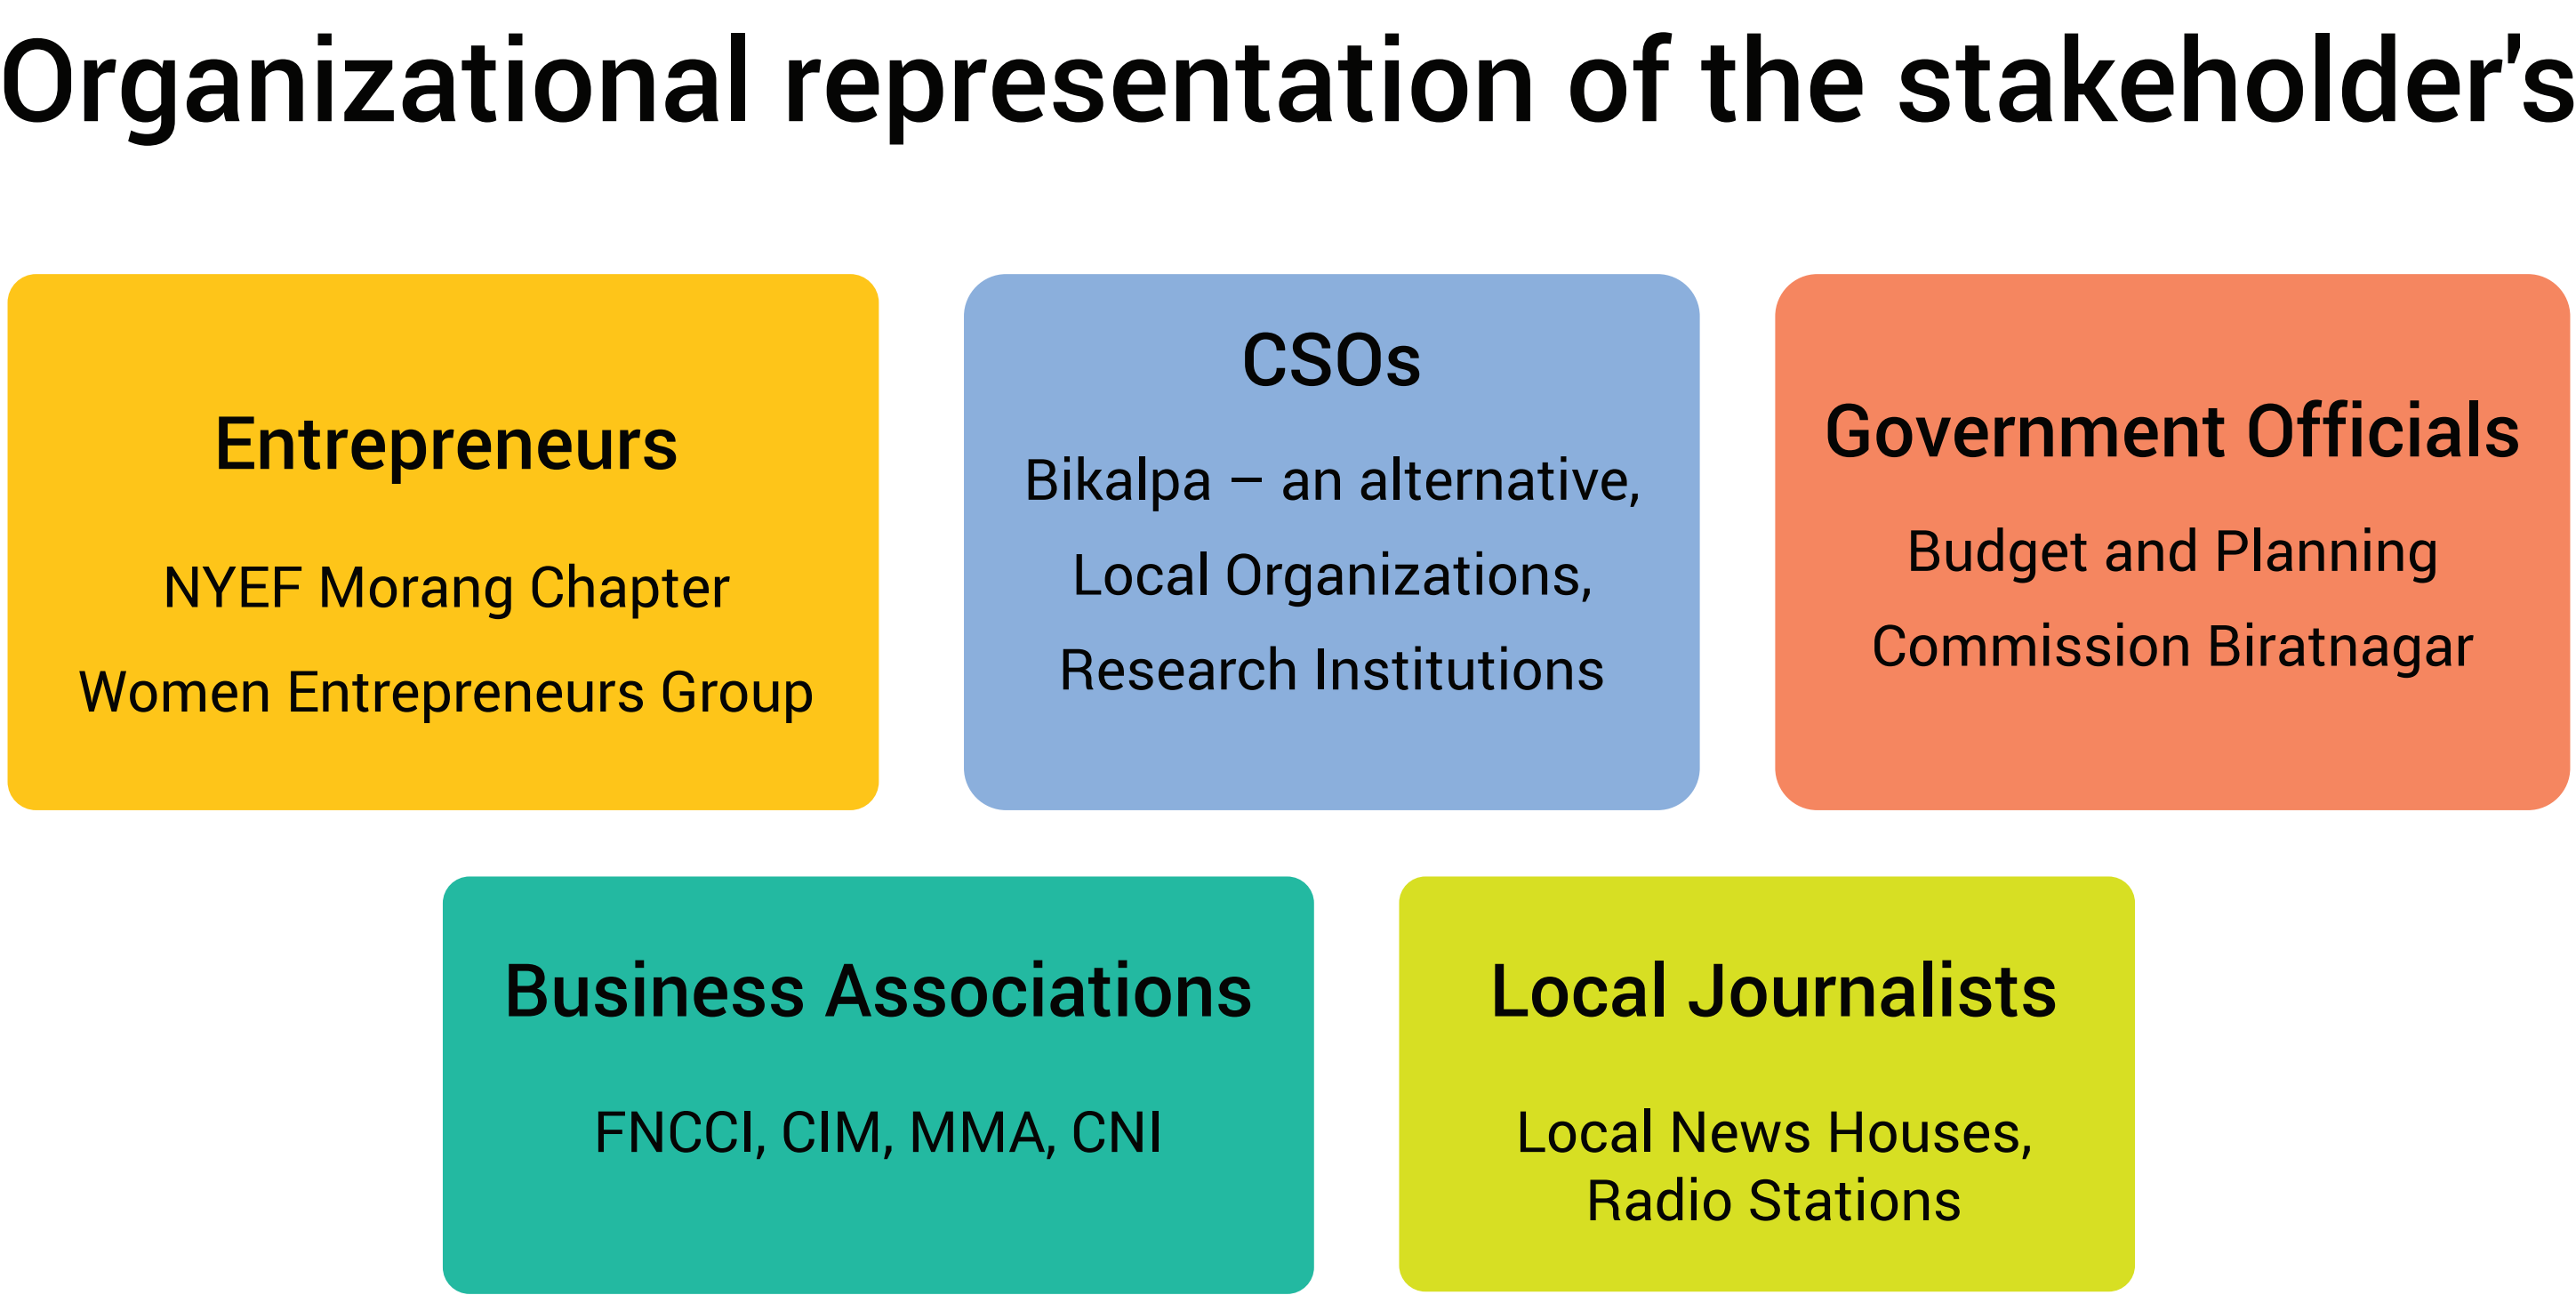 Organizational representation of the stakeholder's
Entrepreneurs
NYEF Morang Chapter
Women Entrepreneurs Group
CSOs
Bikalpa – an alternative,
Local Organizations,
Research Institutions
Government Officials
Budget and Planning
Commission Biratnagar
Business Associations
FNCCI, CIM, MMA, CNI
Local Journalists
Local News Houses,
Radio Stations